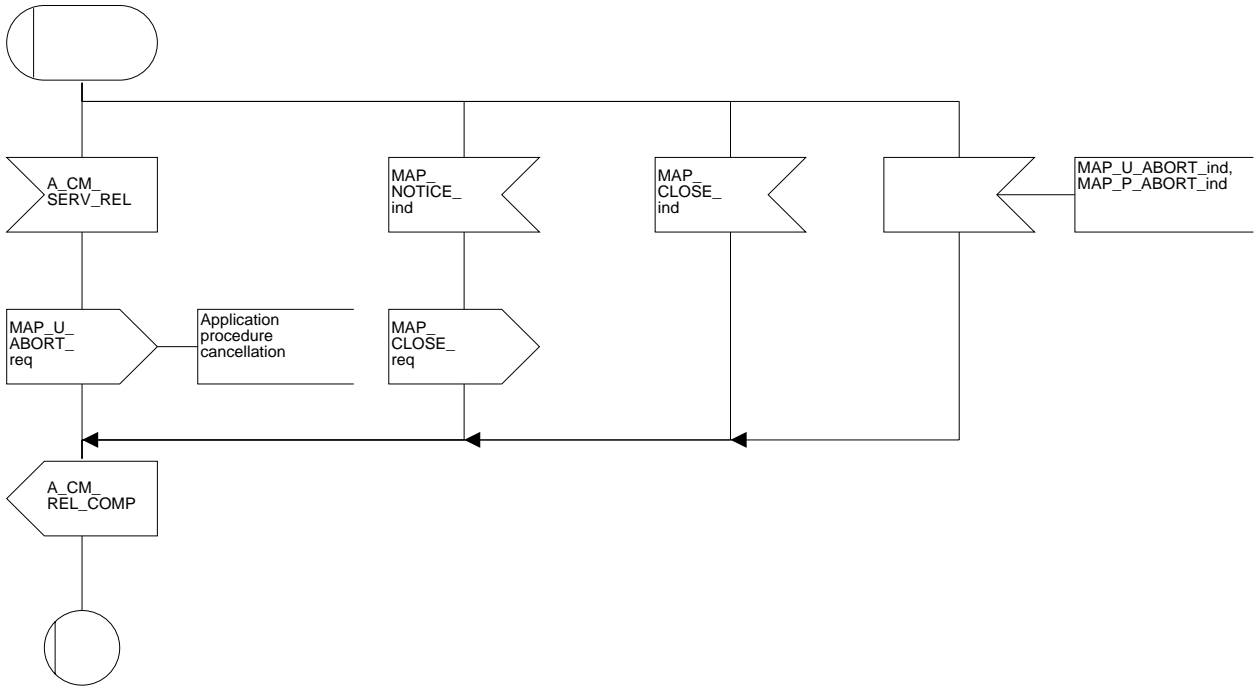 A_CM_
SERV_REL
MAP_
NOTICE_
ind
MAP_
CLOSE_
ind
MAP_U_ABORT_ind,
MAP_P_ABORT_ind
MAP_U_
ABORT_
req
Application
procedure
cancellation
MAP_
CLOSE_
req
A_CM_
REL_COMP